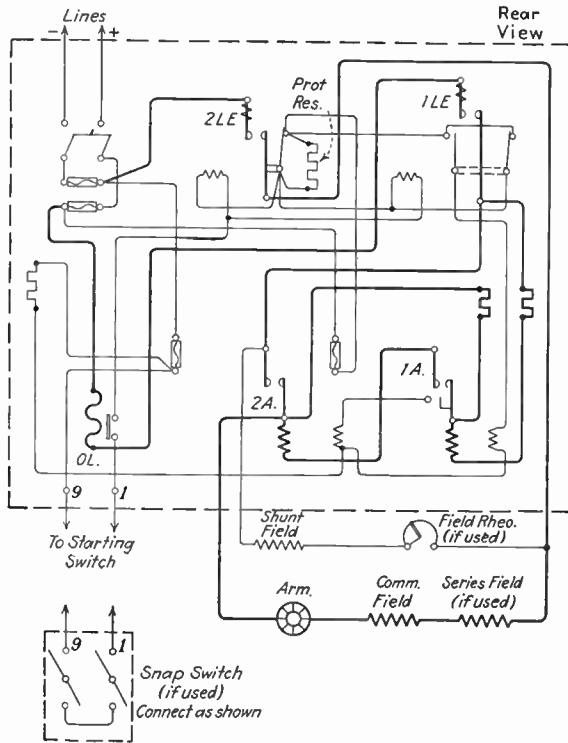 Lines
- +
Rear
View
2LE
Prot
Res.
1LE
2A.
1A.
OL.
9
1
To Starting
Switch
Shunt
Field
Field Rheo.
(if used)
Arm.
Comm.
Field
Series Field
(if used)
9
1
Snap Switch
(if used)
Connect as shown